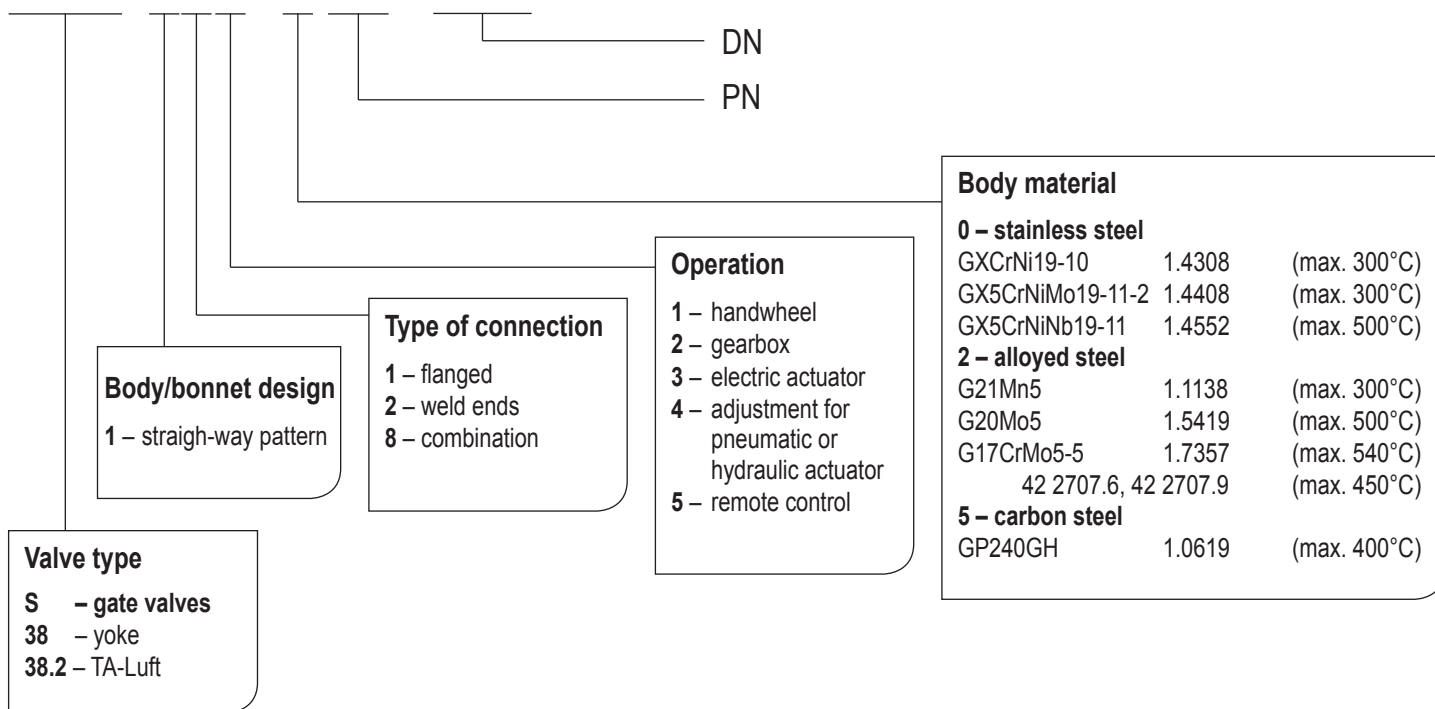 DN
PN
Body material
0 – stainless steel
GXCrNi19-10 1.4308 (max. 300°C)
GX5CrNiMo19-11-2 1.4408 (max. 300°C)
GX5CrNiNb19-11 1.4552 (max. 500°C)
2 – alloyed steel
G21Mn5 1.1138 (max. 300°C)
G20Mo5 1.5419 (max. 500°C)
G17CrMo5-5 1.7357 (max. 540°C)
42 2707.6, 42 2707.9 (max. 450°C)
5 – carbon steel
GP240GH 1.0619 (max. 400°C)
Operation
1 – handwheel
2 – gearbox
3 – electric actuator
4 – adjustment for
pneumatic or
hydraulic actuator
5 – remote control
Type of connection
1 – flanged
2 – weld ends
8 – combination
Body/bonnet design
1 – straigh-way pattern
Valve type
S – gate valves
38 – yoke
38.2 – TA-Luft